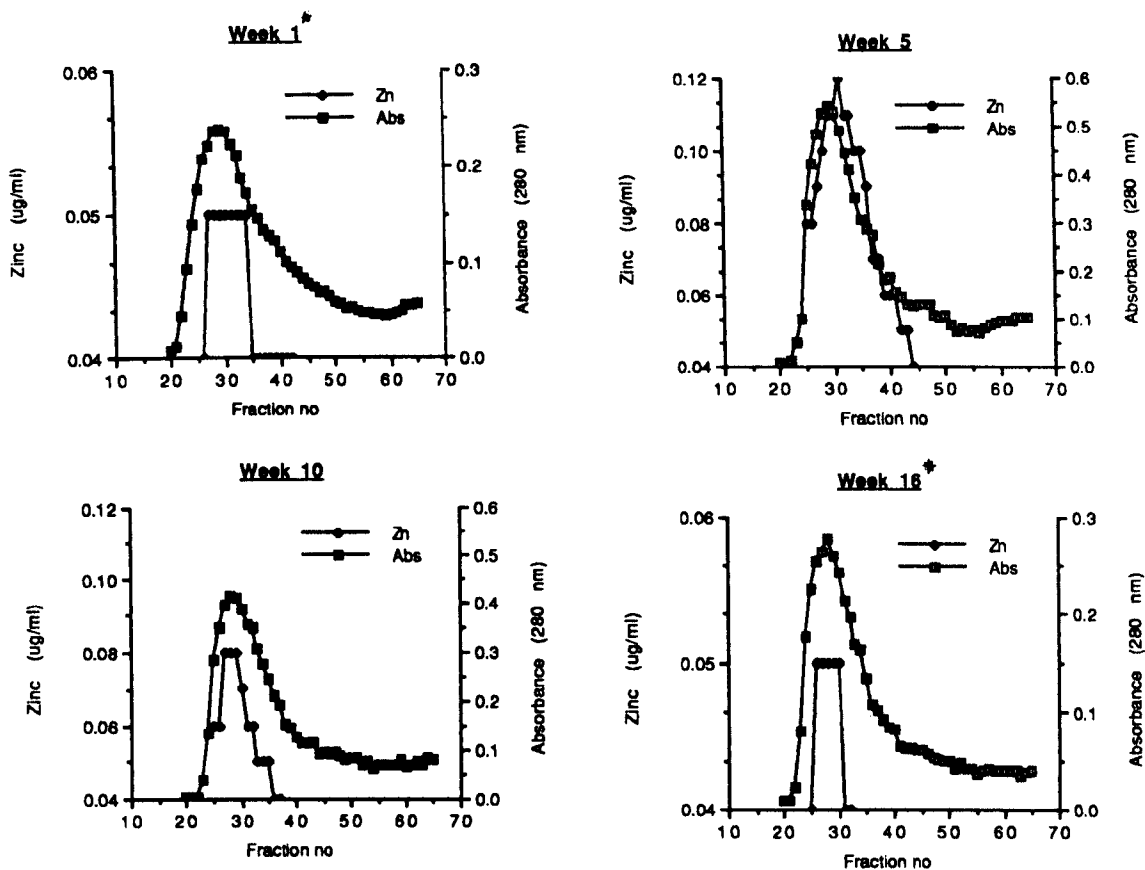 Week 1*
0.06
0.05
0.04
Zinc (ug/ml)
0.3
0.2
0.1
0.0
Absorbance (280 nm)
Zn
Abs
10 20 30 40 50 60 70
Fraction no
Week 5
0.12
0.10
0.08
0.06
0.04
Zinc (ug/ml)
0.6
0.5
0.4
0.3
0.2
0.1
0.0
Absorbance (280 nm)
Zn
Abs
10 20 30 40 50 60 70
Fraction no
Week 10
0.12
0.10
0.08
0.06
0.04
Zinc (ug/ml)
0.6
0.5
0.4
0.3
0.2
0.1
0.0
Absorbance (280 nm)
Zn
Abs
10 20 30 40 50 60 70
Fraction no
Week 16*
0.06
0.05
0.04
Zinc (ug/ml)
0.3
0.2
0.1
0.0
Absorbance (280 nm)
Zn
Abs
10 20 30 40 50 60 70
Fraction no